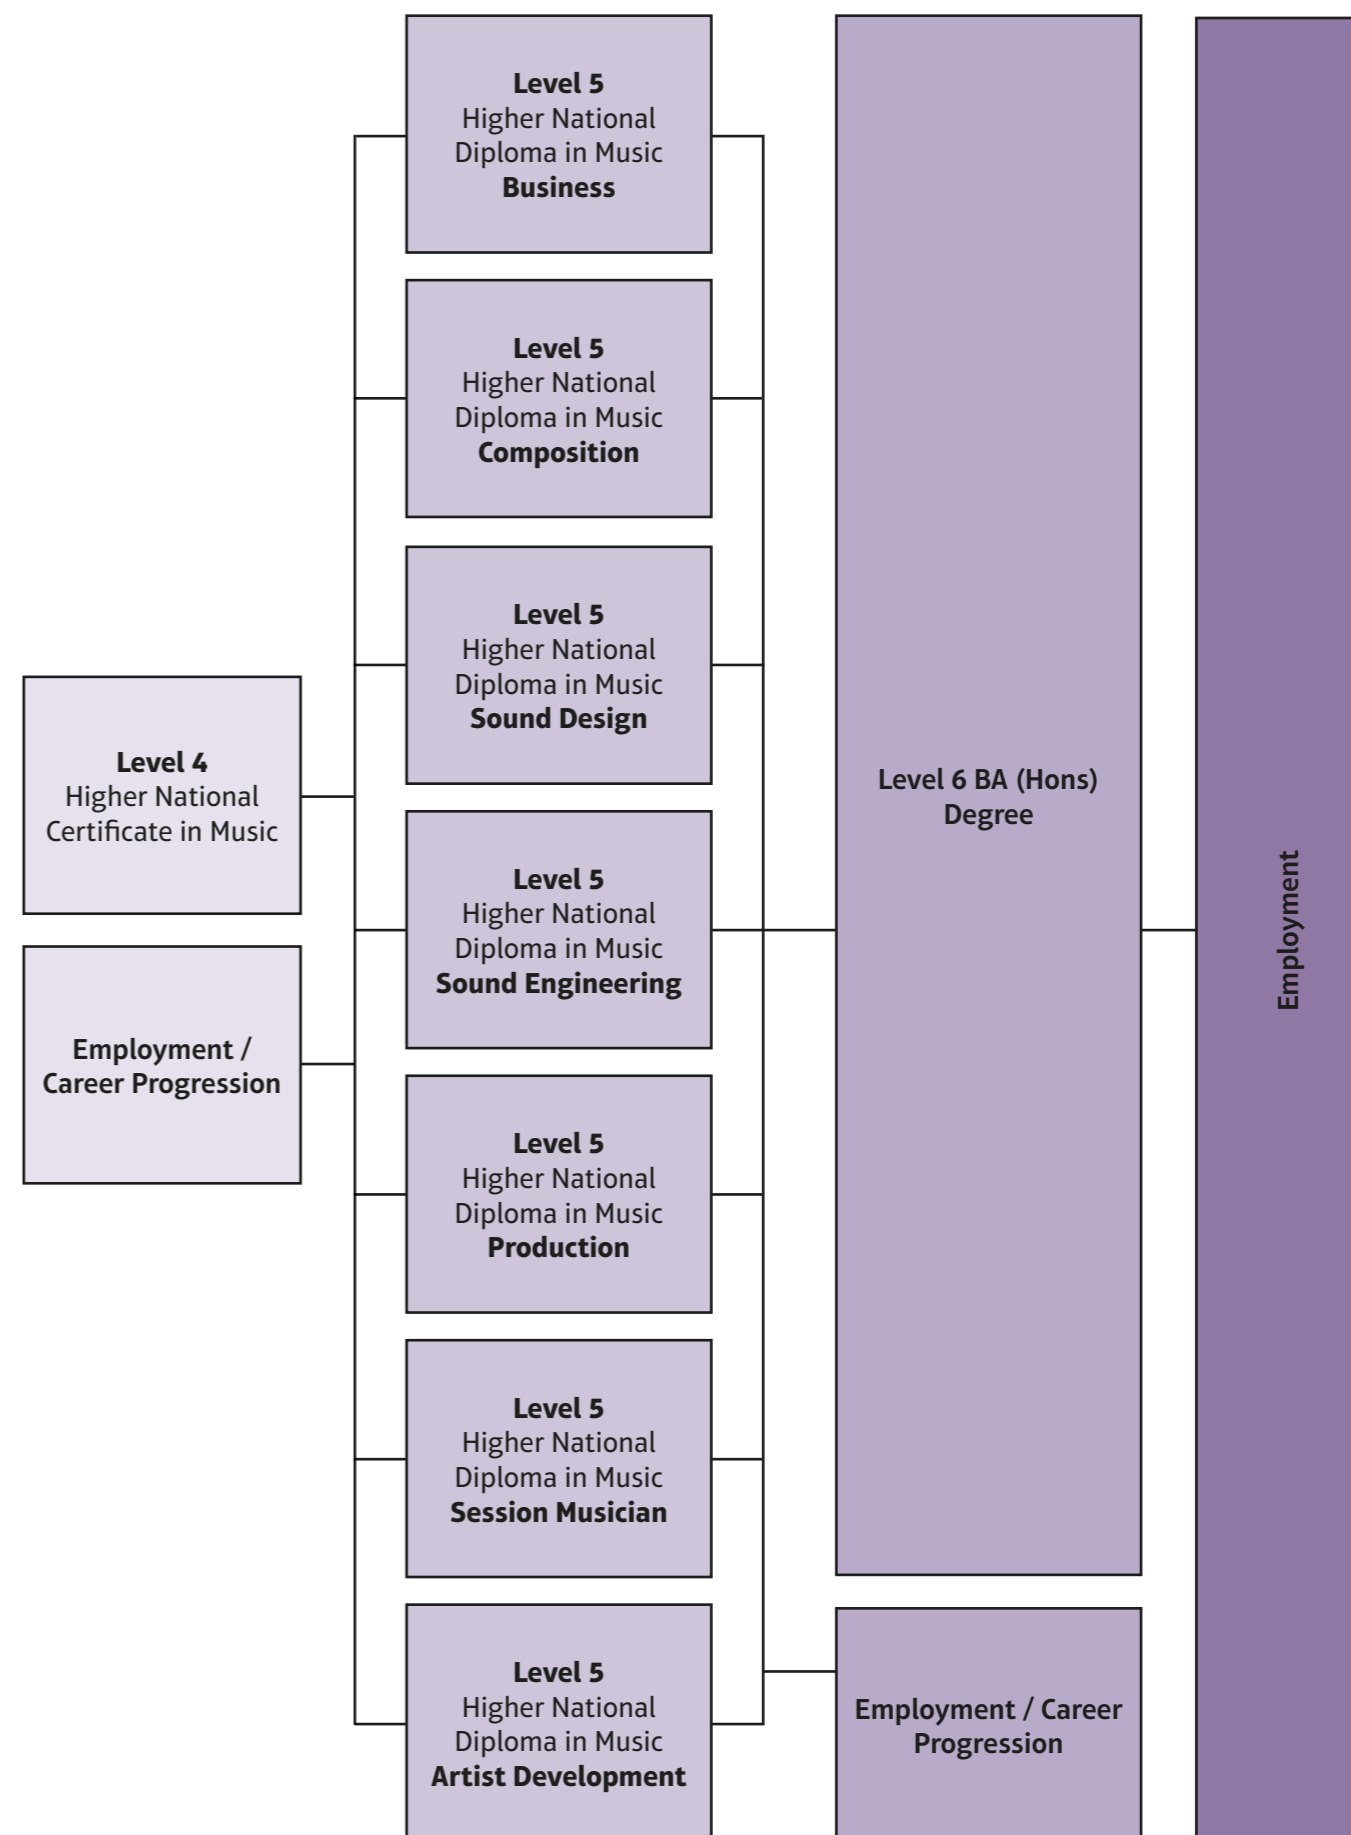 Level 4
Higher National
Certificate in Music
Employment /
Career Progression
Level 5
Higher National
Diploma in Music
Business
Level 5
Higher National
Diploma in Music
Composition
Level 5
Higher National
Diploma in Music
Sound Design
Level 5
Higher National
Diploma in Music
Sound Engineering
Level 5
Higher National
Diploma in Music
Production
Level 5
Higher National
Diploma in Music
Session Musician
Level 5
Higher National
Diploma in Music
Artist Development
Level 6 BA (Hons)
Degree
Employment / Career
Progression
Employment